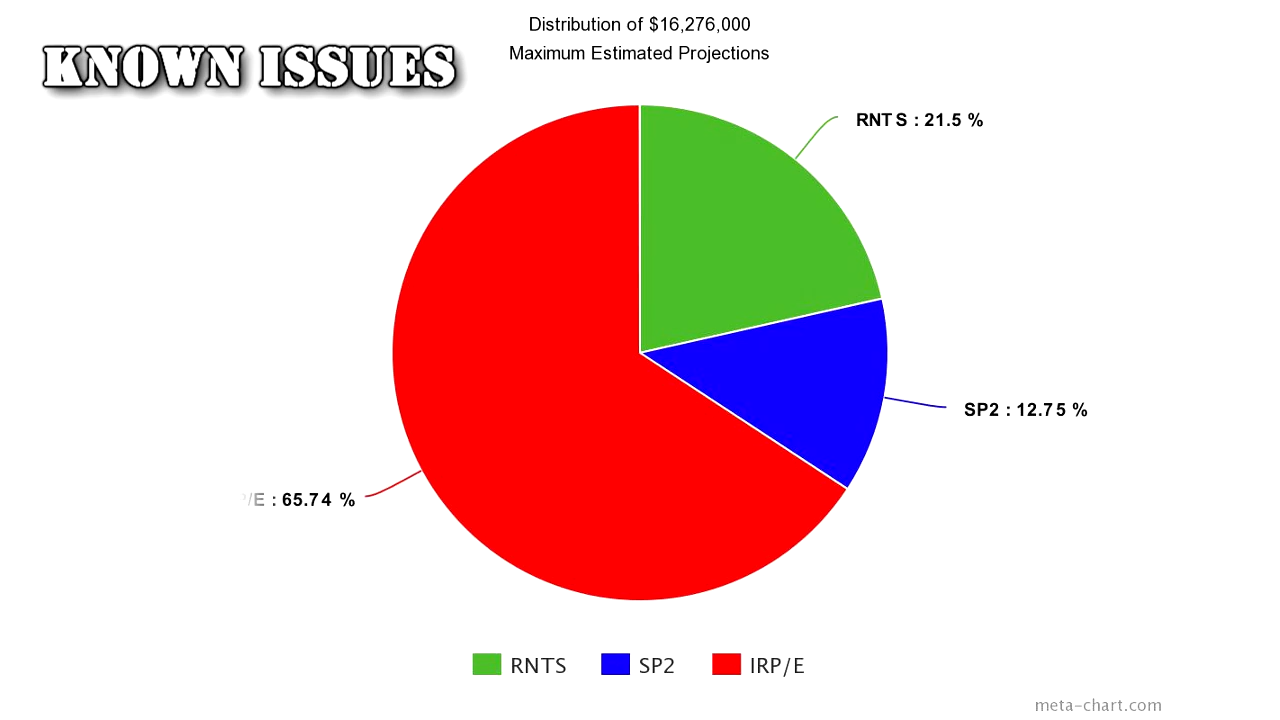 Distribution of $16,276,000
Maximum Estimated Projections
KNOWN ISSUES
RNTS : 21.5 %
SP2 : 12.75 %
/E : 65.74 %
RNTS
SP2
IRP/E
meta-chart.com